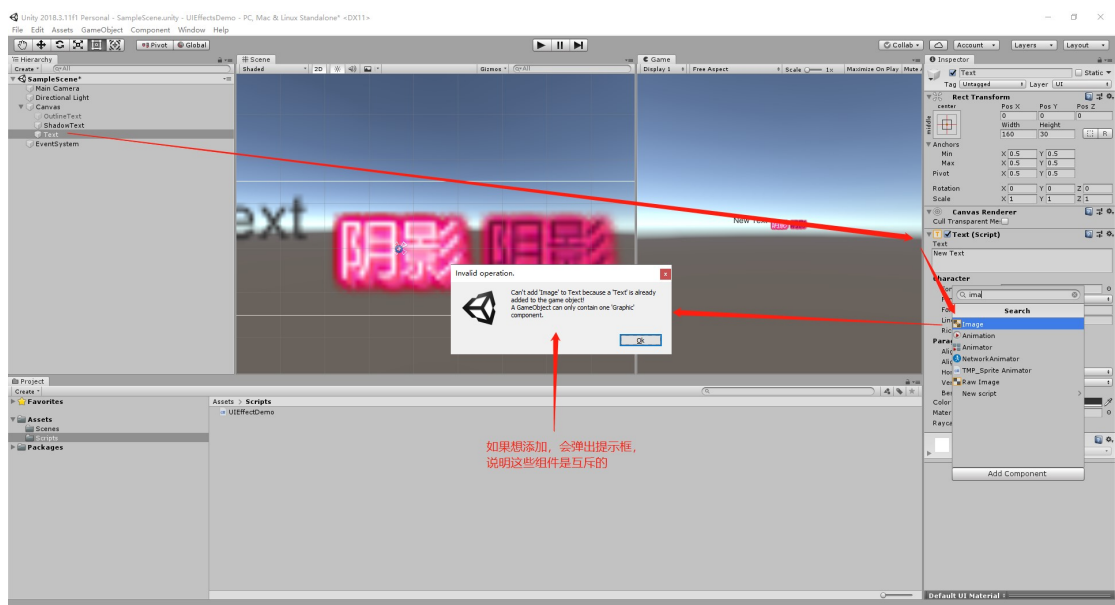 Unity 2018.3.11f1 Personal - SampleScene.unity - UIEffectsDemo - PC, Mac & Linux Standalone* <DX11>
File Edit Assets GameObject Component Window Help
Pivot Global Collab Account Layers Layout
Hierarchy
Create All
SampleScene*
Main Camera
Directional Light
Canvas
OutlineText
ShadowText
Text
EventSystem
Scene
Shaded 2D Gizmos All
ext
阴影 阴影
Game
Display 1 Free Aspect Scale 1x Maximize On Play Mute
New Text
Invalid operation.
Can't add 'Image' to Text because a 'Text' is already
added to the game object!
A GameObject can only contain one 'Graphic'
component.
Ok
如果想添加，会弹出提示框，
说明这些组件是互斥的
Project
Create
Favorites
Assets
Scenes
Scripts
Packages
Assets > Scripts
UIEffectDemo
Inspector
Text Static
Tag Untagged Layer UI
Rect Transform
center Pos X Pos Y Pos Z
middle 0 0 0
Width Height
160 30 R
Anchors
Min X 0.5 Y 0.5
Max X 0.5 Y 0.5
Pivot X 0.5 Y 0.5
Rotation X 0 Y 0 Z 0
Scale X 1 Y 1 Z 1
Canvas Renderer
Cull Transparent Me
Text (Script)
Text
New Text
Character
ima
Search
Image
Animation
Animator
NetworkAnimator
TMP_Sprite Animator
Raw Image
New script
Color
Mater
Rayca
Add Component
Default UI Material